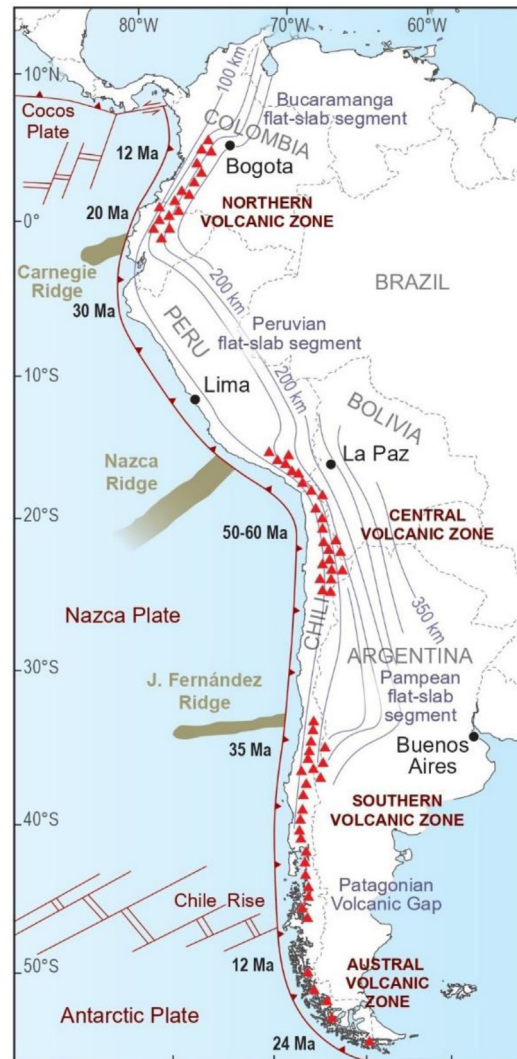 80°W
70°W
60°W
10°N
Cocos
Plate
100 km
Bucaramanga
flat-slab segment
COLOMBIA
12 Ma
Bogota
20 Ma
NORTHERN
VOLCANIC ZONE
0°
Carnegie
Ridge
BRAZIL
30 Ma
200 km
Peruvian
flat-slab segment
PERU
200 km
10°S
Lima
BOLIVIA
La Paz
Nazca
Ridge
20°S
50-60 Ma
CENTRAL
VOLCANIC ZONE
Nazca Plate
CHILI
350 km
30°S
ARGENTINA
J. Fernández
Ridge
Pampean
flat-slab
segment
35 Ma
Buenos
Aires
40°S
SOUTHERN
VOLCANIC ZONE
Chile Rise
Patagonian
Volcanic Gap
12 Ma
50°S
AUSTRAL
VOLCANIC
ZONE
Antarctic Plate
24 Ma
80°W
70°W
60°W